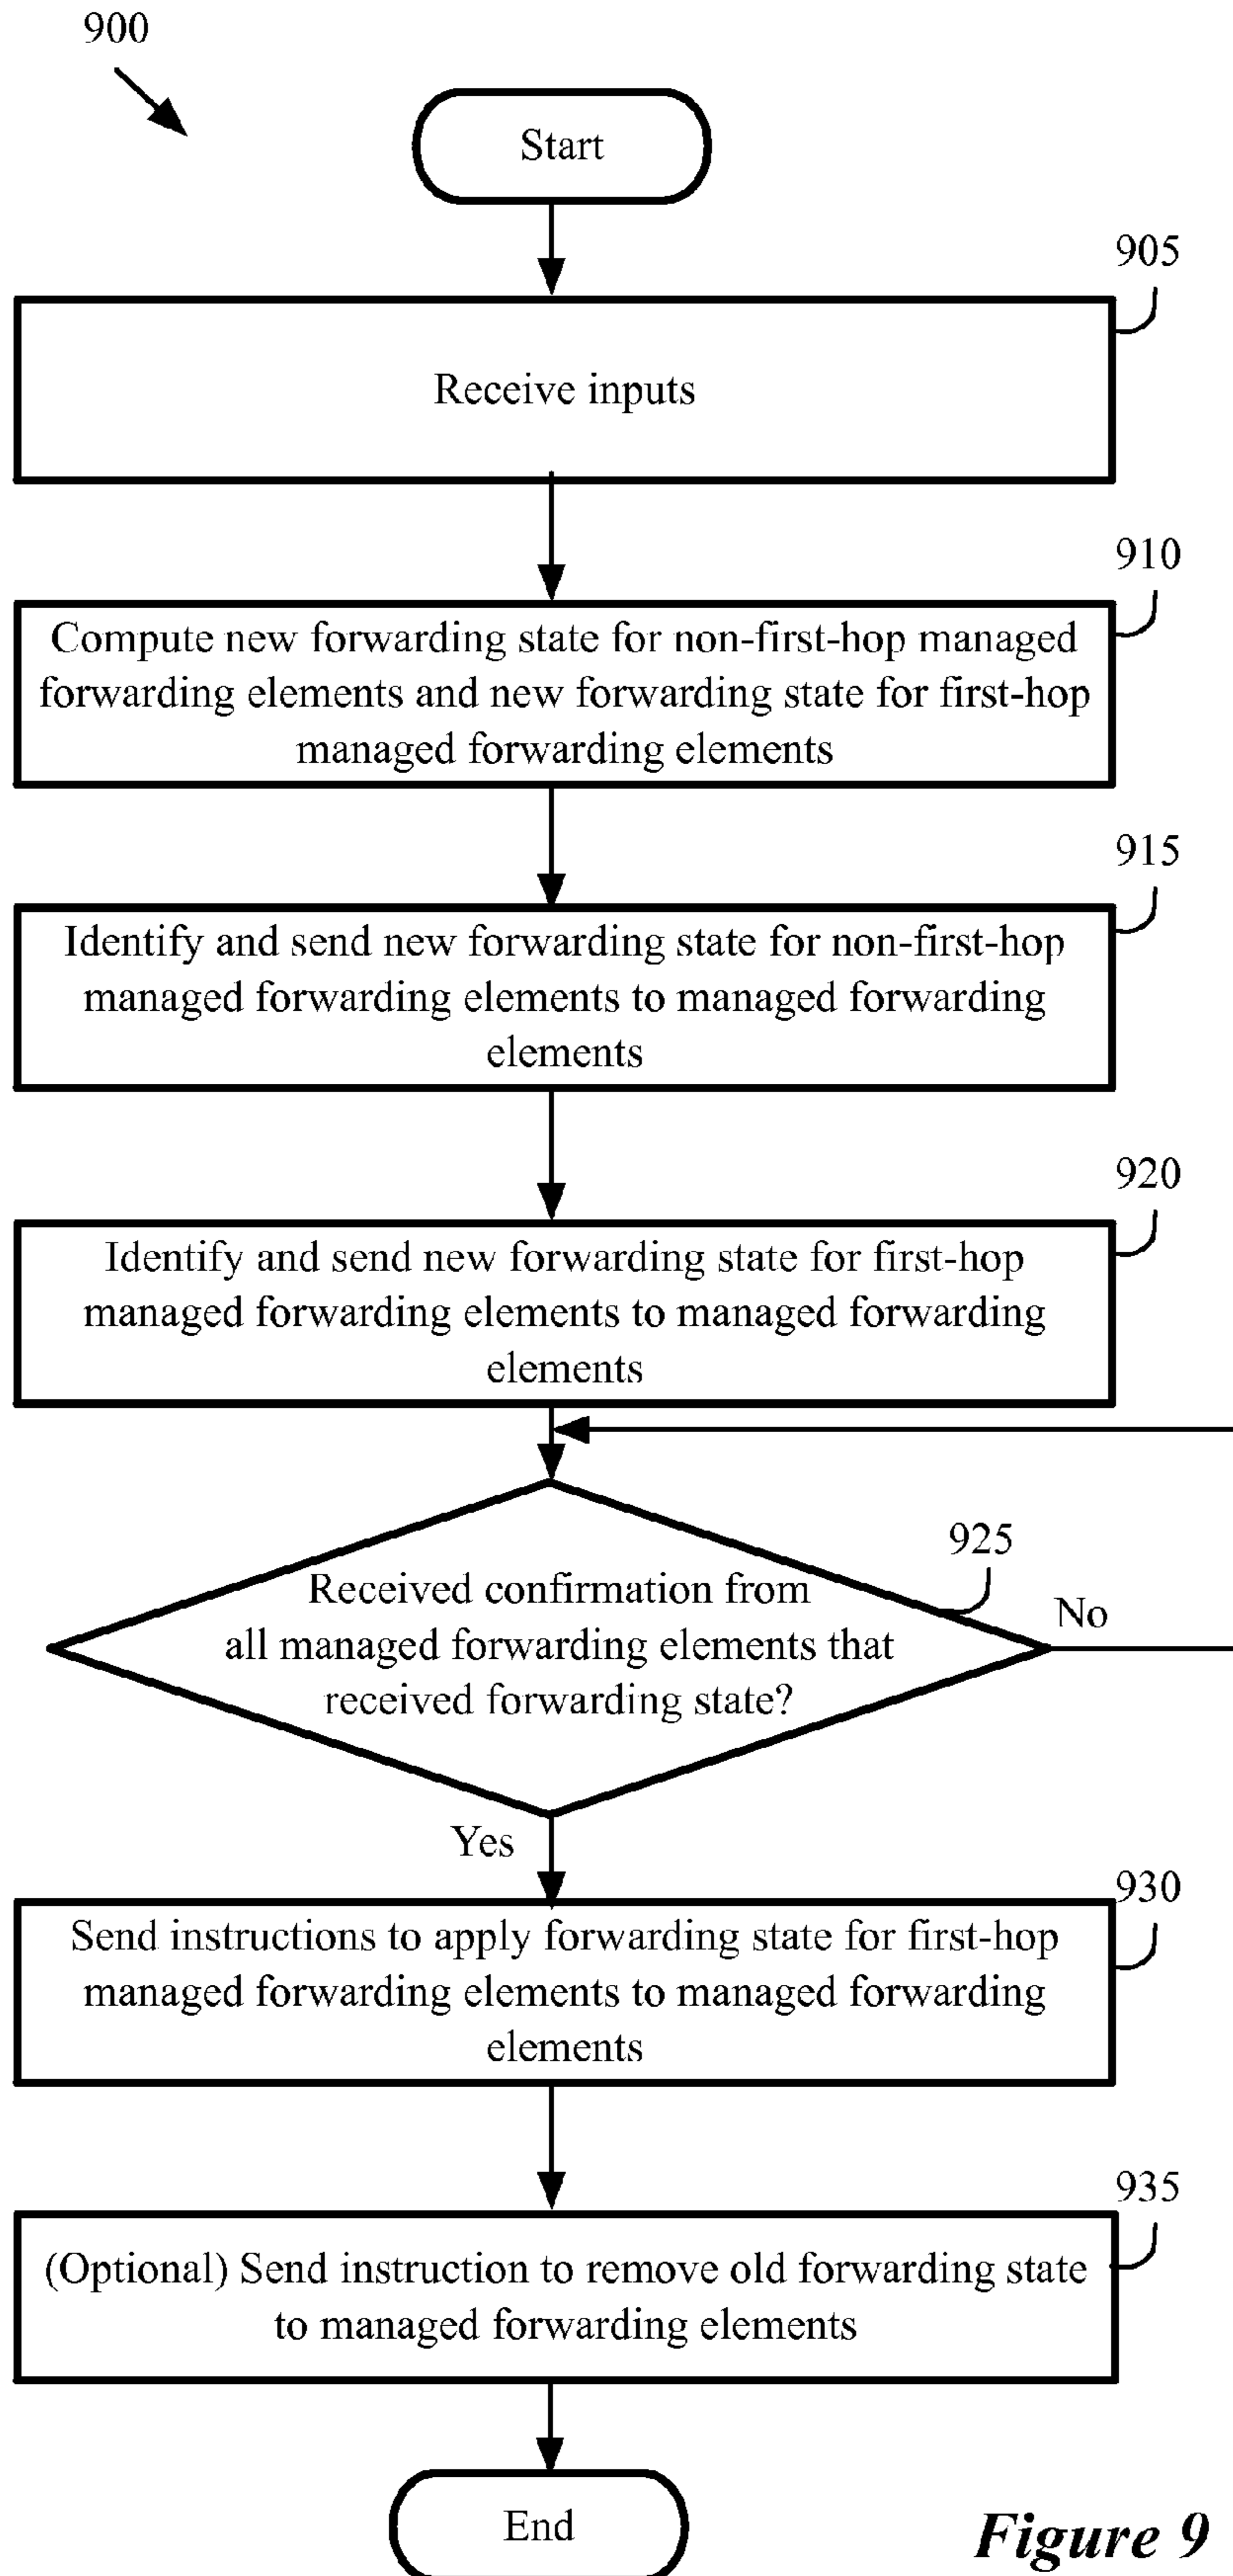 900
Start
905
Receive inputs
910
Compute new forwarding state for non-first-hop managed
forwarding elements and new forwarding state for first-hop
managed forwarding elements
915
Identify and send new forwarding state for non-first-hop
managed forwarding elements to managed forwarding
elements
920
Identify and send new forwarding state for first-hop
managed forwarding elements to managed forwarding
elements
925
Received confirmation from
all managed forwarding elements that
received forwarding state?
No
Yes
930
Send instructions to apply forwarding state for first-hop
managed forwarding elements to managed forwarding
elements
935
(Optional) Send instruction to remove old forwarding state
to managed forwarding elements
End
Figure 9